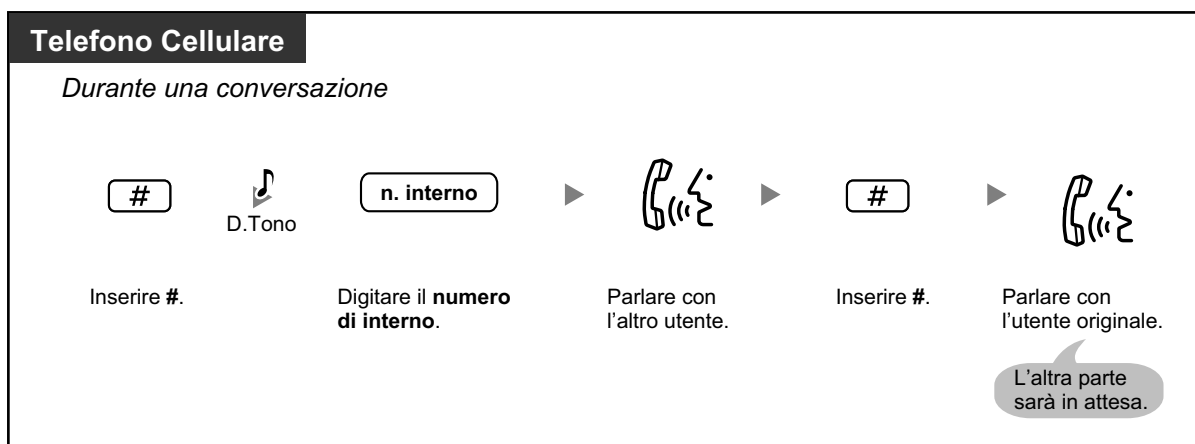 Telefono Cellulare
Durante una conversazione
#
D.Tono
n. interno
#
Inserire #.
Digitare il numero
di interno.
Parlare con
l'altro utente.
Inserire #.
Parlare con
l'utente originale.
L'altra parte
sarà in attesa.